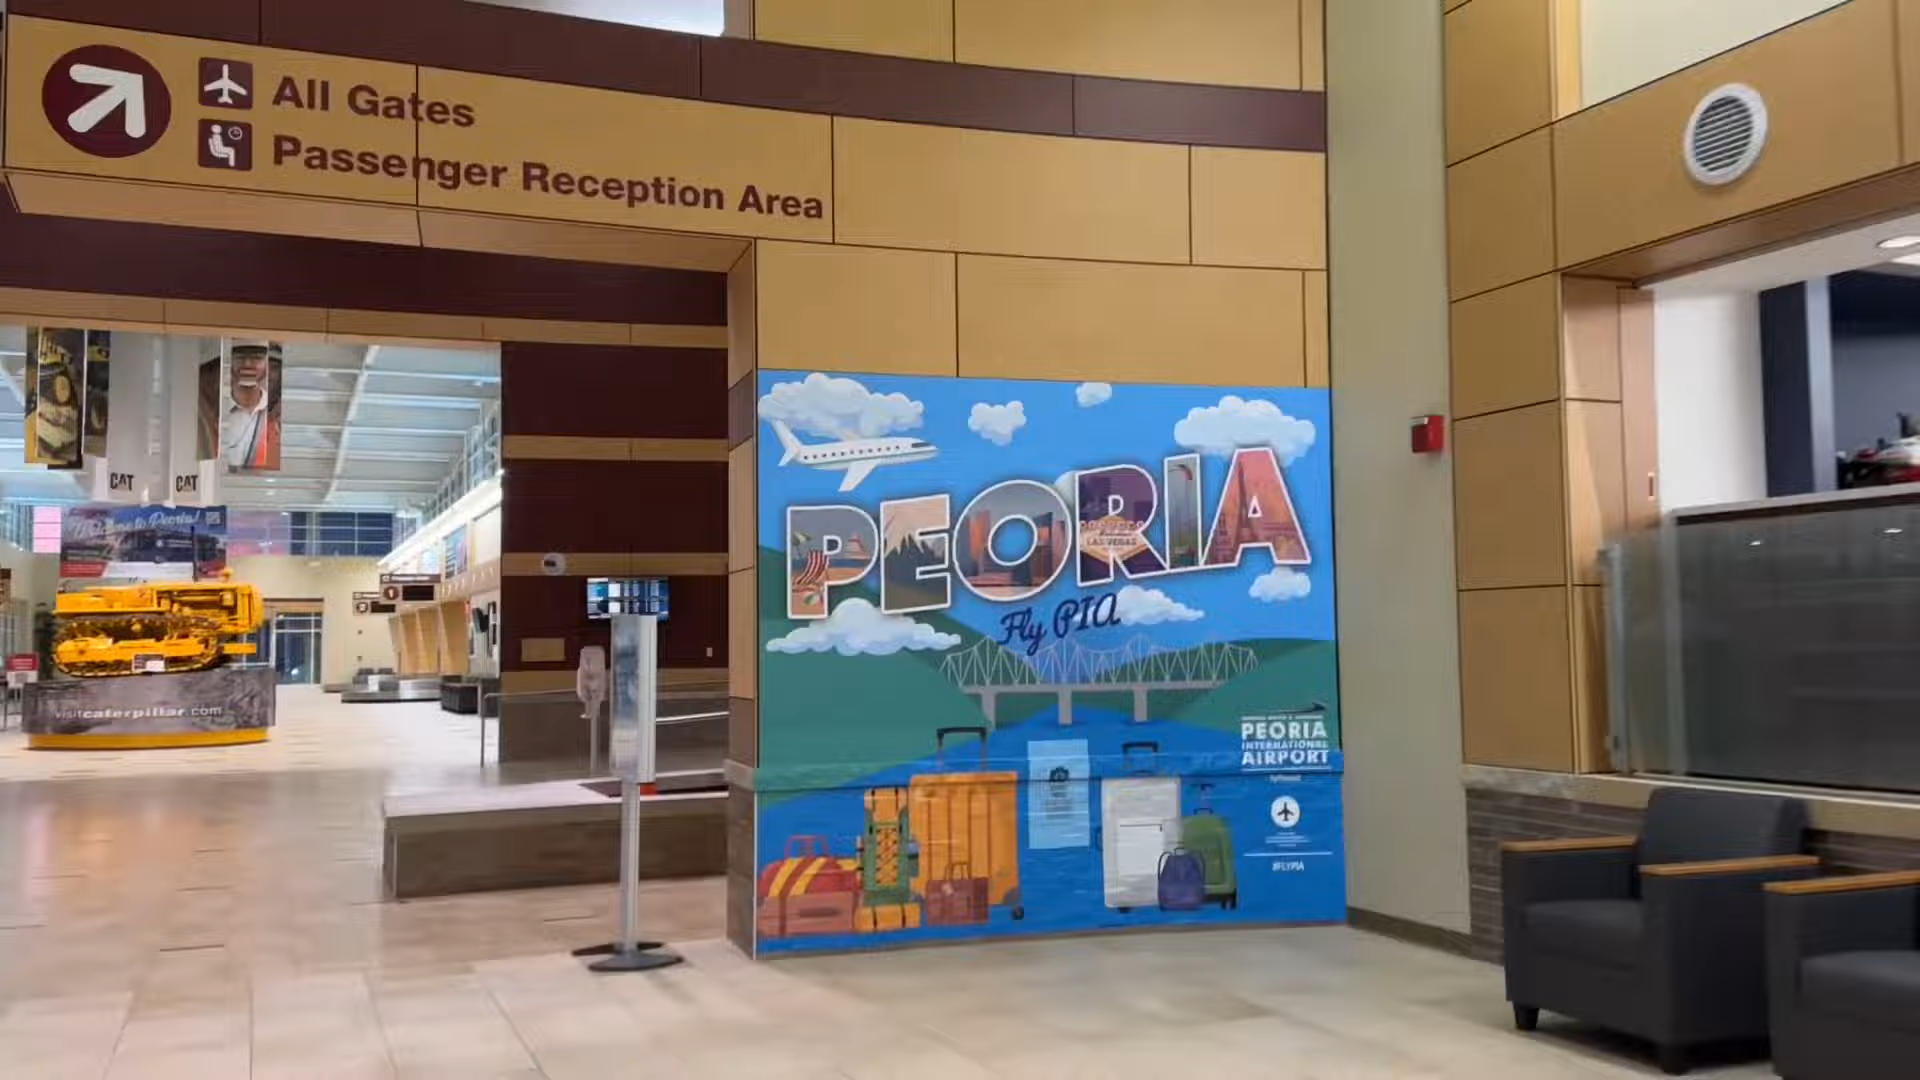 All Gates
Passenger Reception Area
CAT
CAT
Welcome to Peoria!
visitcaterpillar.com
PEORIA
LAS VEGAS
Fly PIA
PEORIA
INTERNATIONAL
AIRPORT
#FLYPIA